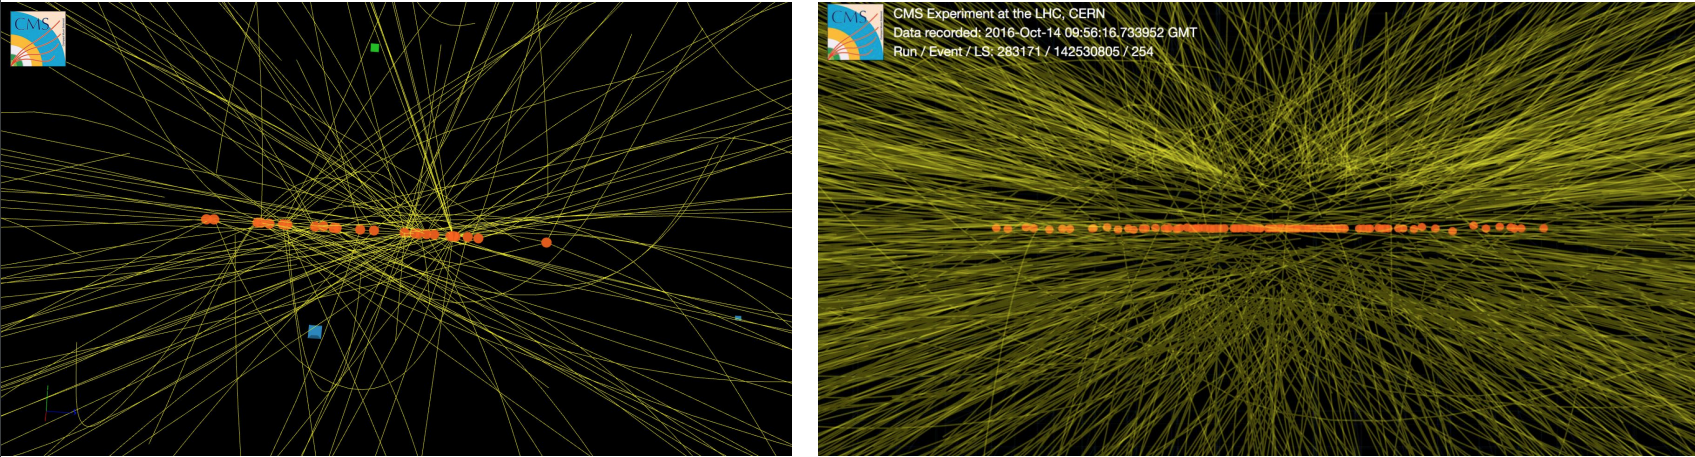 CMS
CMS
CMS Experiment at the LHC, CERN
Data recorded: 2016-Oct-14 09:56:16.733952 GMT
Run / Event / LS: 283171 / 142530805 / 254